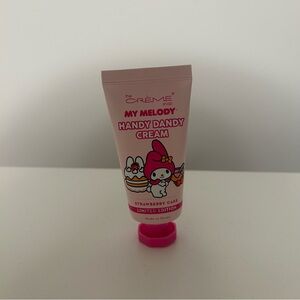 the
CRÈME
shop
MY MELODY
HANDY DANDY
CREAM
STRAWBERRY CAKE
LIMITED EDITION